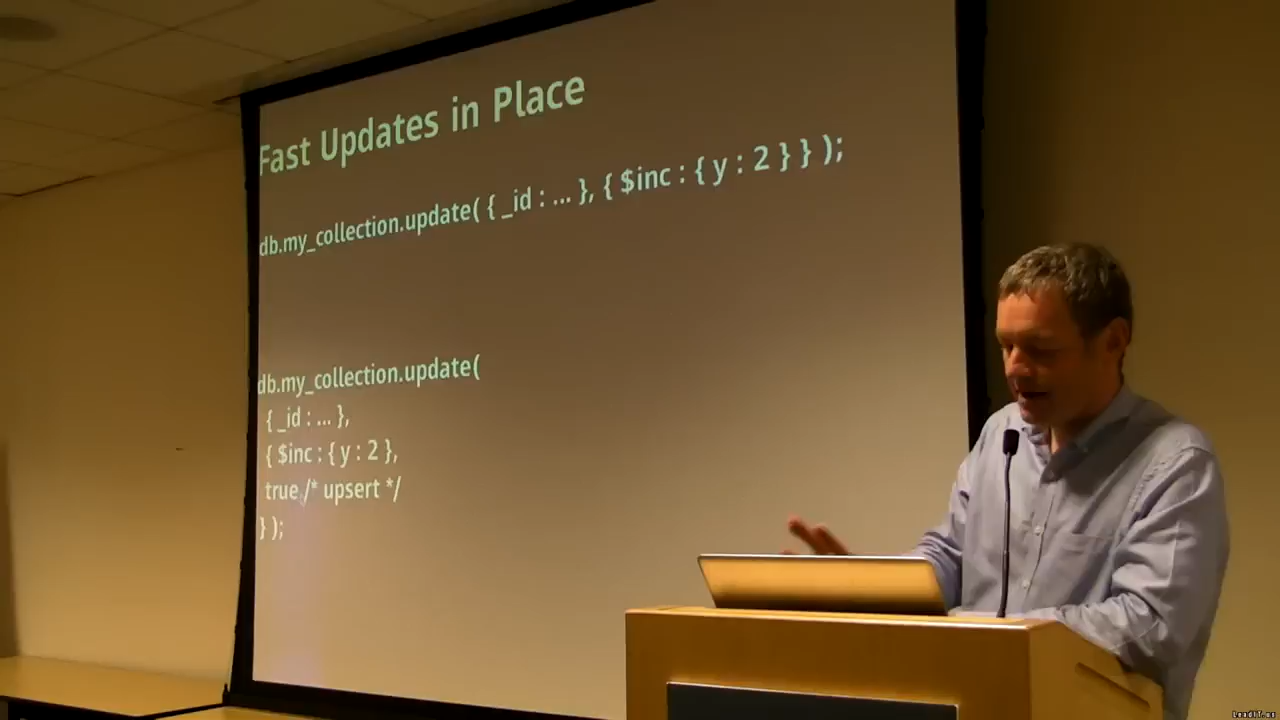 Fast Updates in Place
db.my_collection.update( { _id : ... }, { $inc : { y : 2 } } );
db.my_collection.update(
{ _id : ... },
{ $inc : { y : 2 },
true /* upsert */
} );